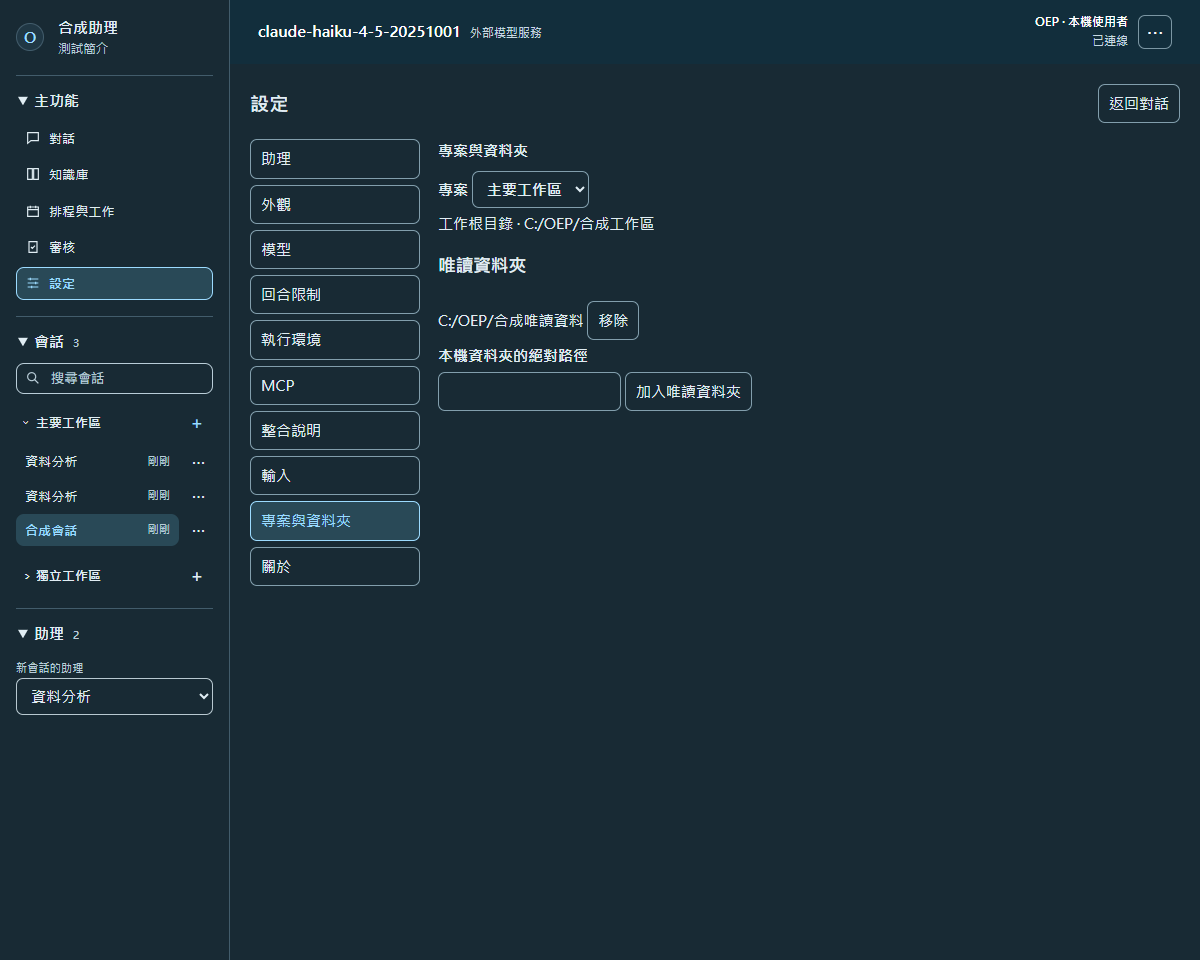 O
合成助理
測試簡介
▼ 主功能
對話
知識庫
排程與工作
審核
設定
▼ 會話 3
搜尋會話
主要工作區 +
資料分析 剛剛 ...
資料分析 剛剛 ...
合成會話 剛剛 ...
獨立工作區 +
▼ 助理 2
新會話的助理
資料分析
claude-haiku-4-5-20251001 外部模型服務
OEP · 本機使用者
已連線
...
設定
返回對話
助理
外觀
模型
回合限制
執行環境
MCP
整合說明
輸入
專案與資料夾
關於
專案與資料夾
專案 主要工作區
工作根目錄 · C:/OEP/合成工作區
唯讀資料夾
C:/OEP/合成唯讀資料 移除
本機資料夾的絕對路徑
加入唯讀資料夾